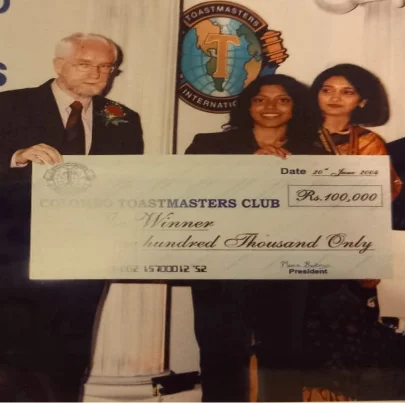 TOASTMASTERS
INTERNATIONAL
Date 20th June 2004
COLOMBO TOASTMASTERS CLUB
Rs.100,000
Winner
hundred Thousand Only
President